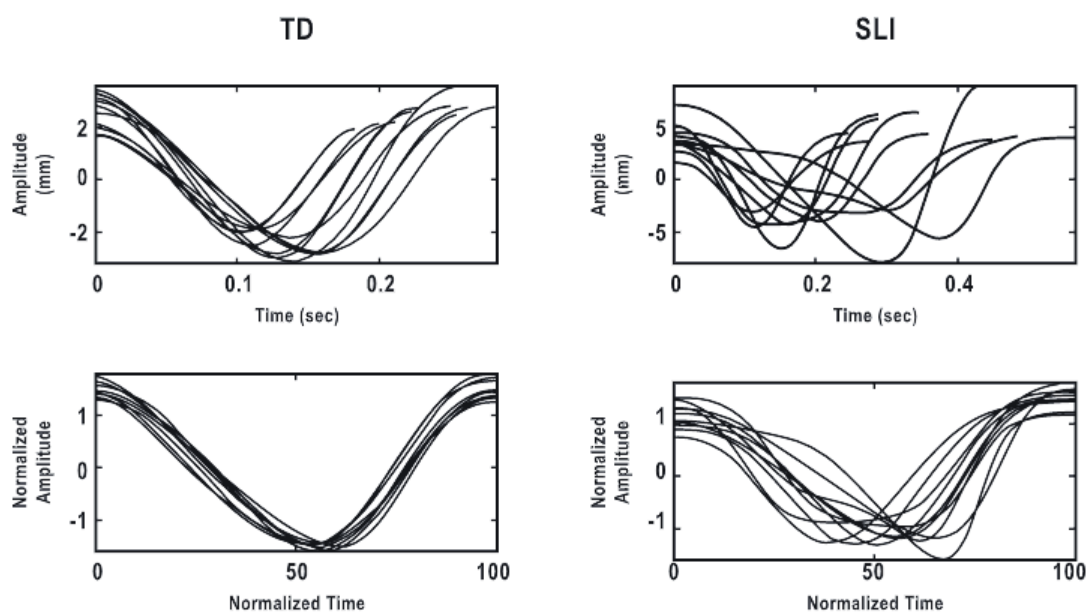 TD
SLI
Amplitude
(mm)
2
0
-2
0
0.1
0.2
Time (sec)
Amplitude
(mm)
5
0
-5
0
0.2
0.4
Time (sec)
Normalized
Amplitude
1
0
-1
0
50
100
Normalized Time
Normalized
Amplitude
1
0
-1
0
50
100
Normalized Time